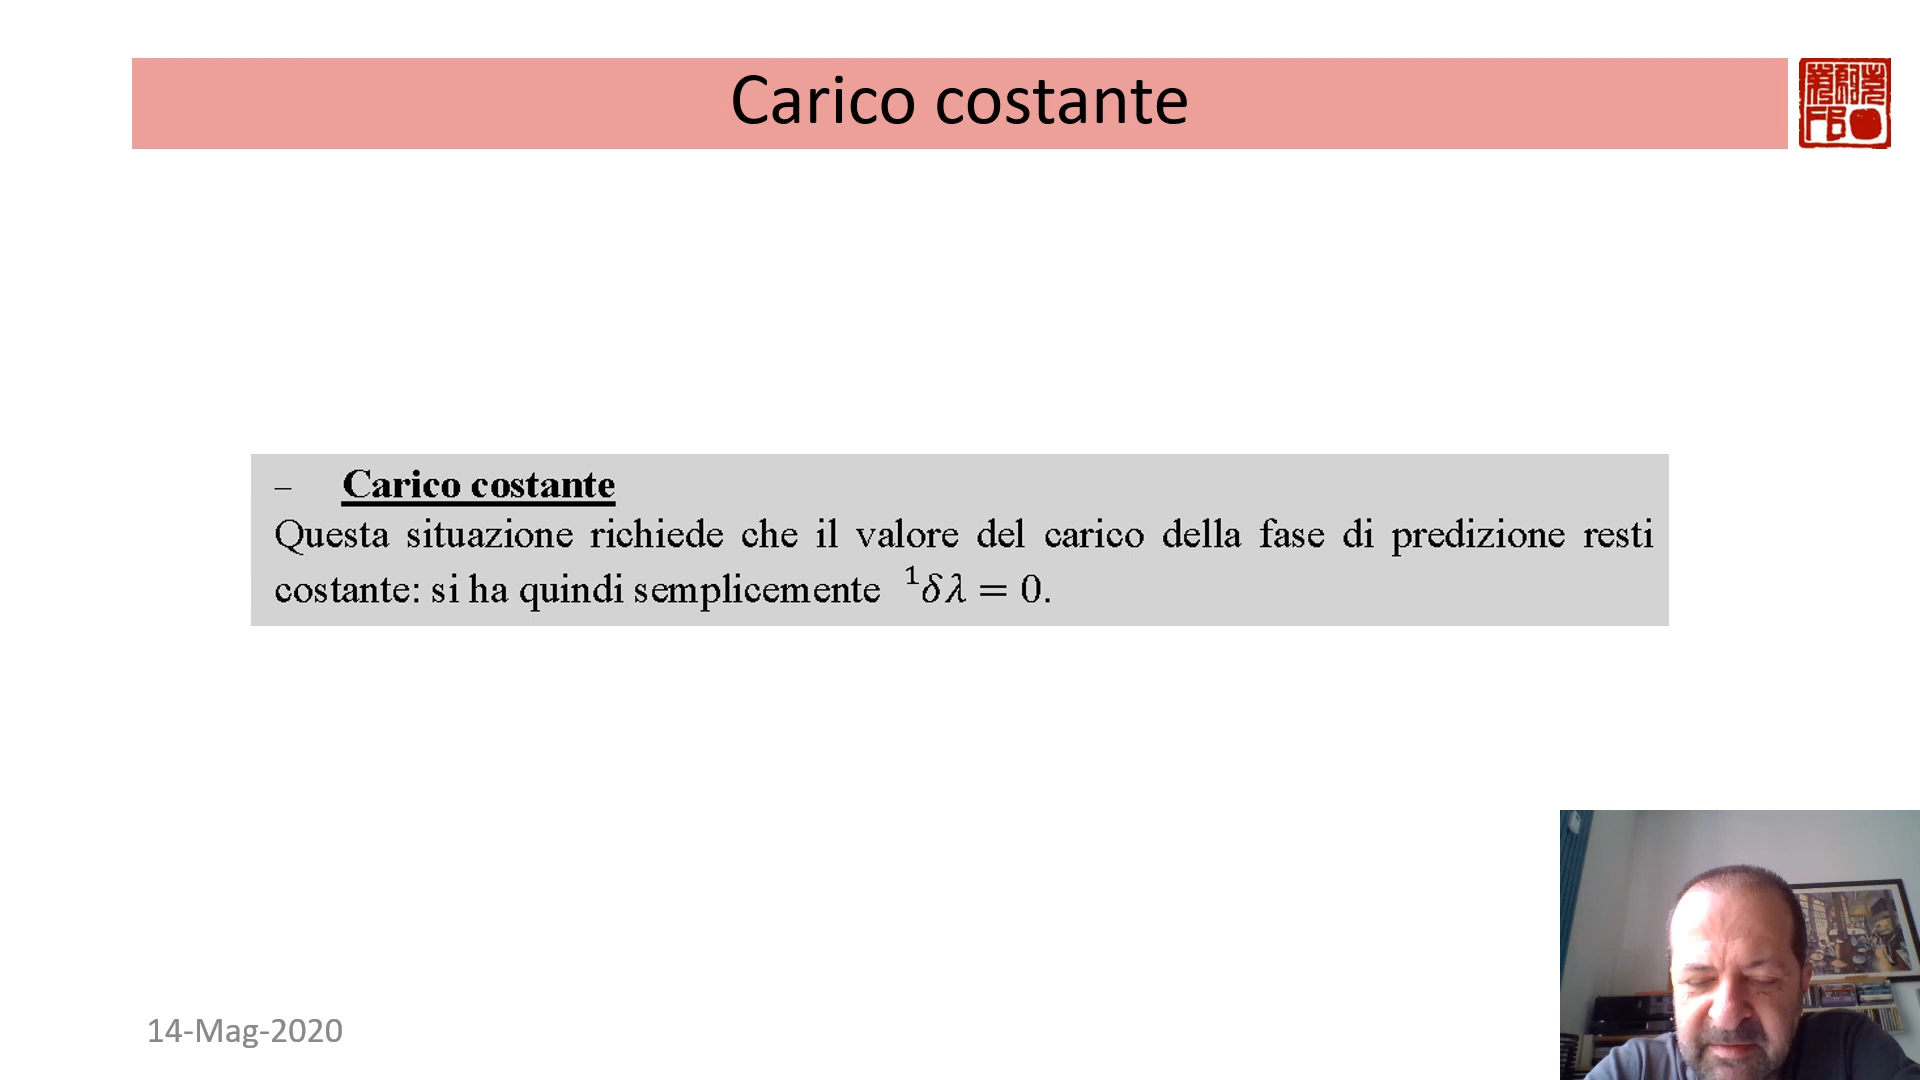 Carico costante
FB
– Carico costante
Questa situazione richiede che il valore del carico della fase di predizione resti
costante: si ha quindi semplicemente ¹δλ = 0.
14-Mag-2020